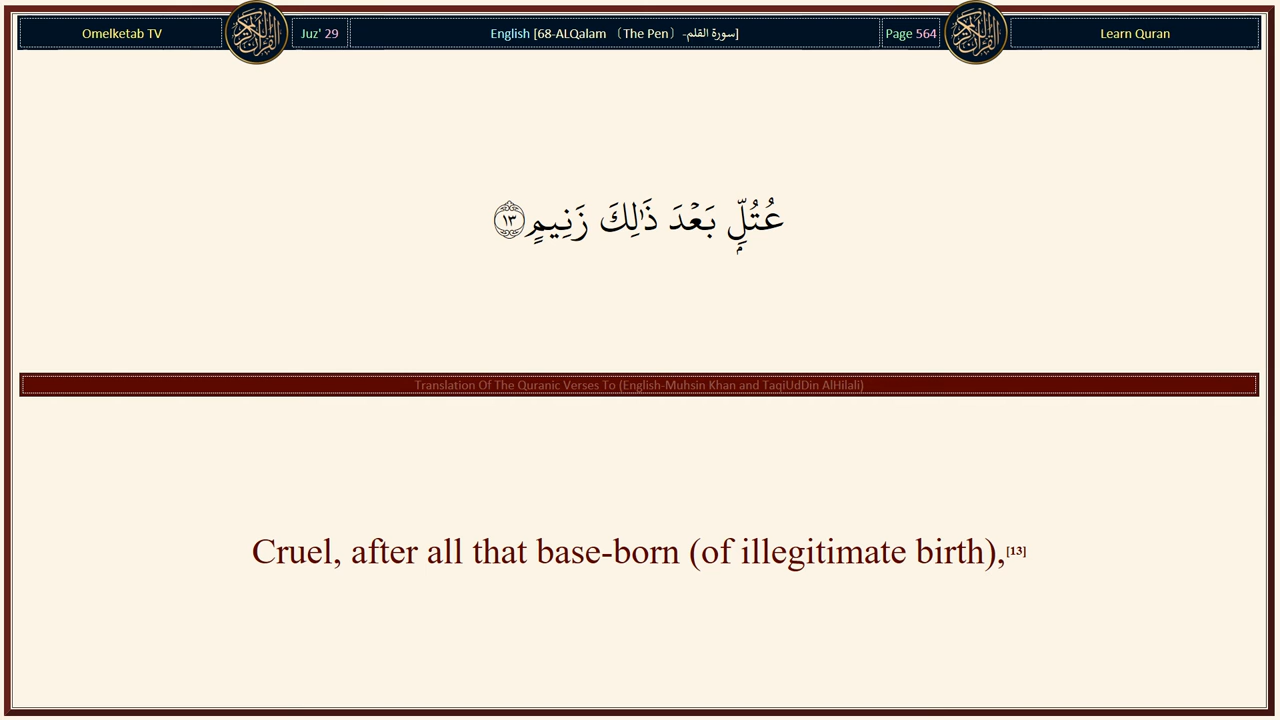 Omelketab TV
Juz' 29
English [68-ALQalam 〔The Pen〕 -سورة القلم]
Page 564
Learn Quran
عُتُلِّۭ بَعْدَ ذَٰلِكَ زَنِيمٍ ١٣
Translation Of The Quranic Verses To (English-Muhsin Khan and TaqiUdDin AlHilali)
Cruel, after all that base-born (of illegitimate birth),[13]